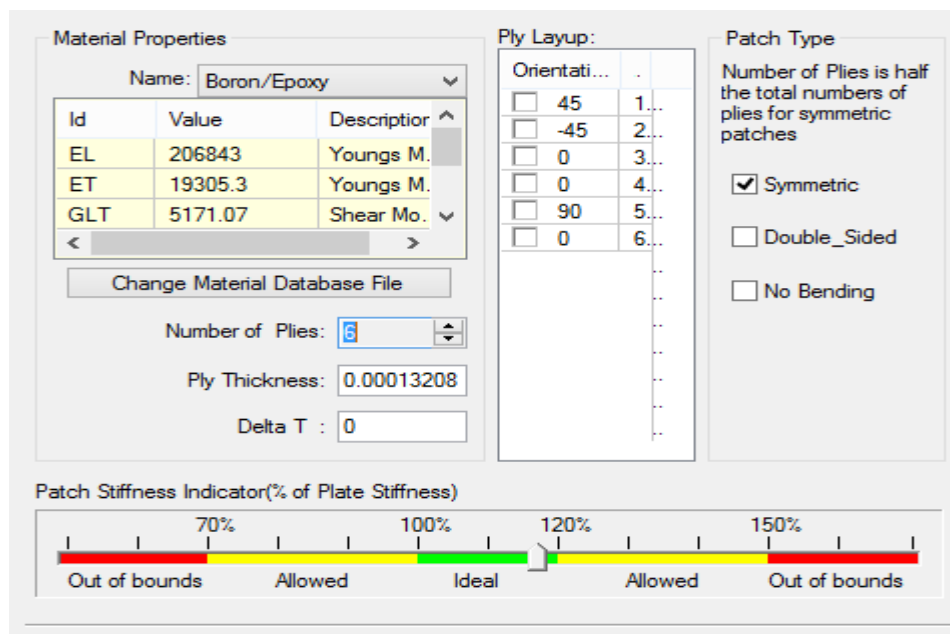 Material Properties
Name: Boron/Epoxy
Id Value Description
EL 206843 Youngs M.
ET 19305.3 Youngs M.
GLT 5171.07 Shear Mo.
Change Material Database File
Number of Plies: 6
Ply Thickness: 0.00013208
Delta T : 0
Ply Layup:
Orientati... .
45 1...
-45 2...
0 3...
0 4...
90 5...
0 6...
..
..
..
..
..
..
..
Patch Type
Number of Plies is half
the total numbers of
plies for symmetric
patches
Symmetric
Double_Sided
No Bending
Patch Stiffness Indicator(% of Plate Stiffness)
70% 100% 120% 150%
Out of bounds Allowed Ideal Allowed Out of bounds